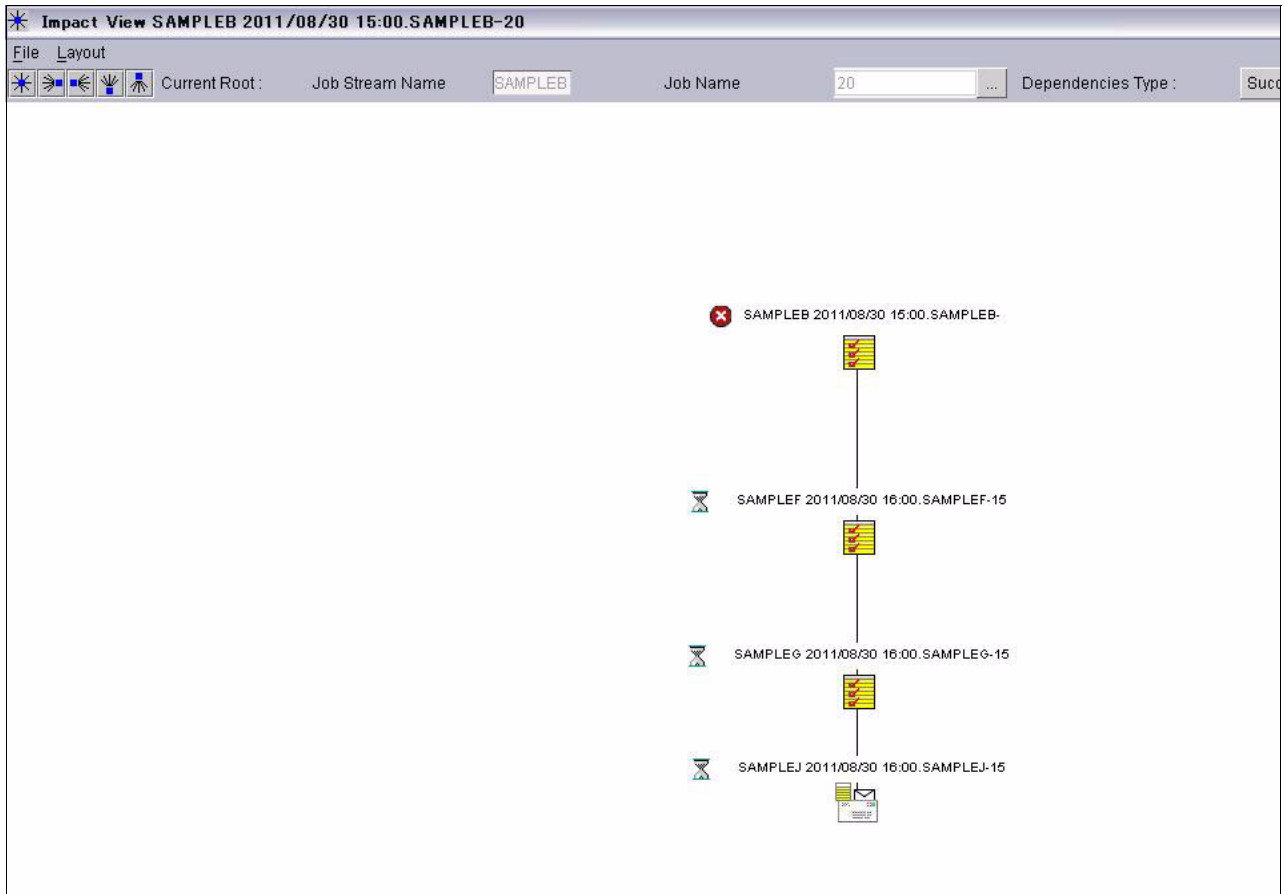 Impact View SAMPLEB 2011/08/30 15:00.SAMPLEB-20
File Layout
Current Root : Job Stream Name SAMPLEB Job Name 20 ... Dependencies Type : Succ
SAMPLEB 2011/08/30 15:00.SAMPLEB-
SAMPLEF 2011/08/30 16:00.SAMPLEF-15
SAMPLEG 2011/08/30 16:00.SAMPLEG-15
SAMPLEJ 2011/08/30 16:00.SAMPLEJ-15